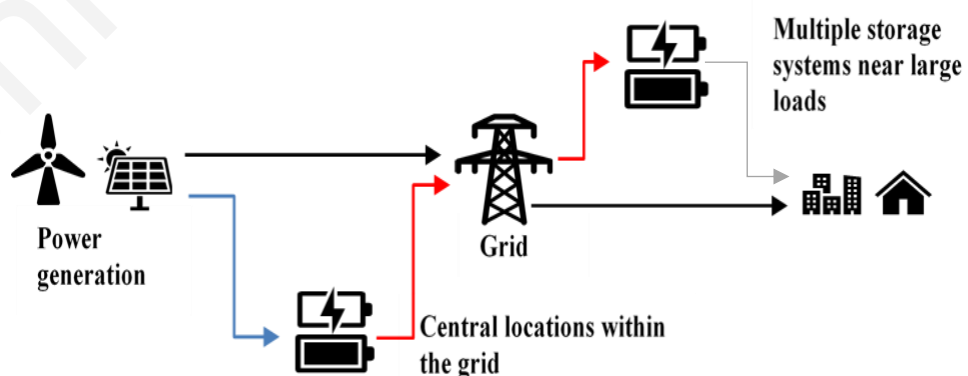 Multiple storage
systems near large
loads
Power
generation
Grid
Central locations within
the grid